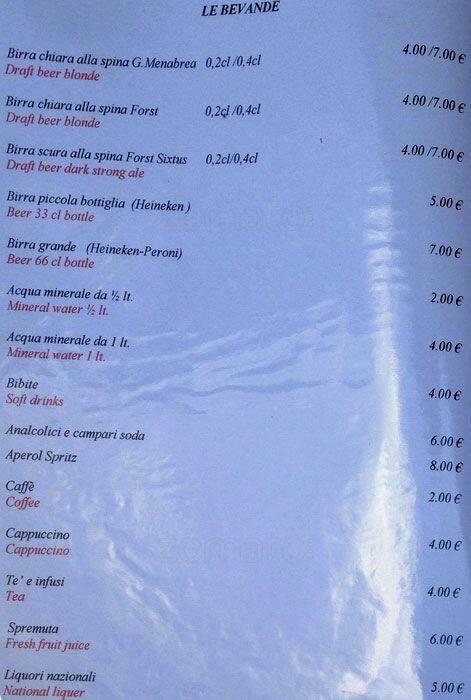 LE BEVANDE
Birra chiara alla spina G.Menabrea 0,2cl /0,4cl 4.00 /7.00 €
Draft beer blonde
Birra chiara alla spina Forst 0,2cl /0,4cl 4.00 /7.00 €
Draft beer blonde
Birra scura alla spina Forst Sixtus 0,2cl/0,4cl 4.00 /7.00 €
Draft beer dark strong ale
Birra piccola bottiglia (Heineken ) 5.00 €
Beer 33 cl bottle
Birra grande (Heineken-Peroni) 7.00 €
Beer 66 cl bottle
Acqua minerale da ½ lt. 2.00 €
Mineral water ½ lt.
Acqua minerale da 1 lt. 4.00 €
Mineral water 1 lt.
Bibite 4.00 €
Soft drinks
Analcolici e campari soda 6.00 €
Aperol Spritz 8.00 €
Caffè 2.00 €
Coffee
Cappuccino 4.00 €
Cappuccino
Te’ e infusi 4.00 €
Tea
Spremuta 6.00 €
Fresh fruit juice
Liquori nazionali 5.00 €
National liquer